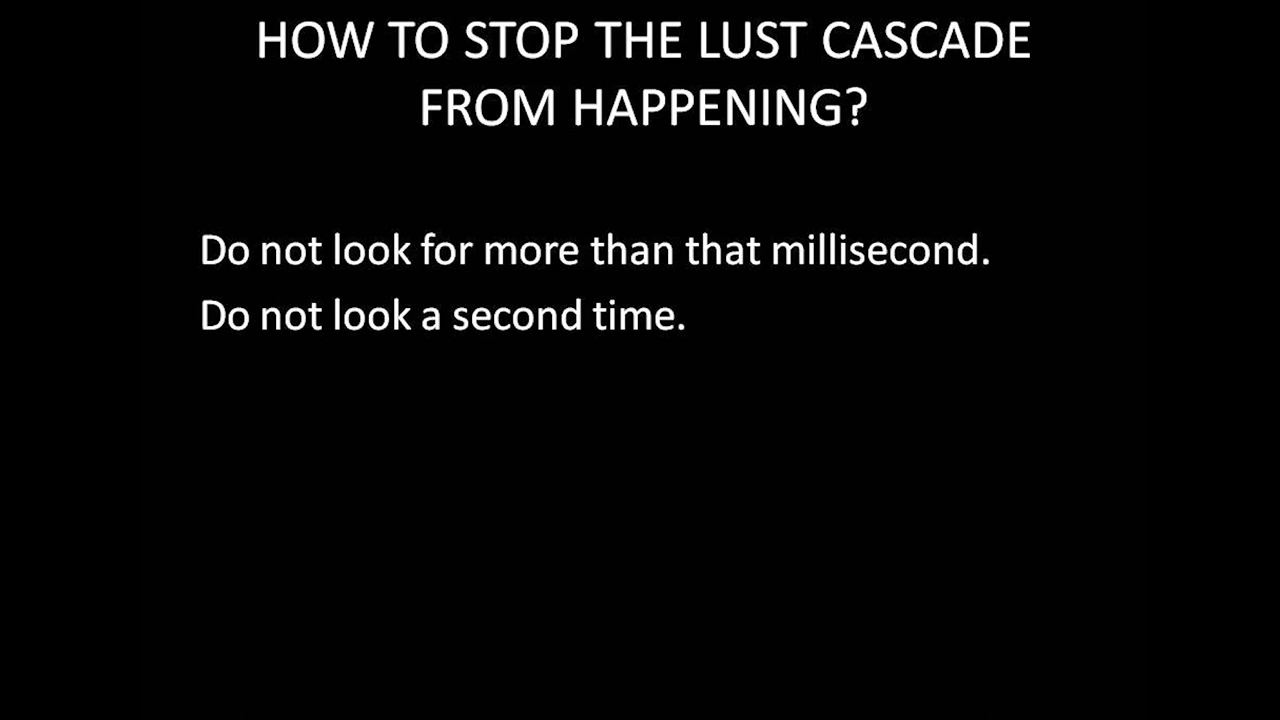 HOW TO STOP THE LUST CASCADE
FROM HAPPENING?
Do not look for more than that millisecond.
Do not look a second time.